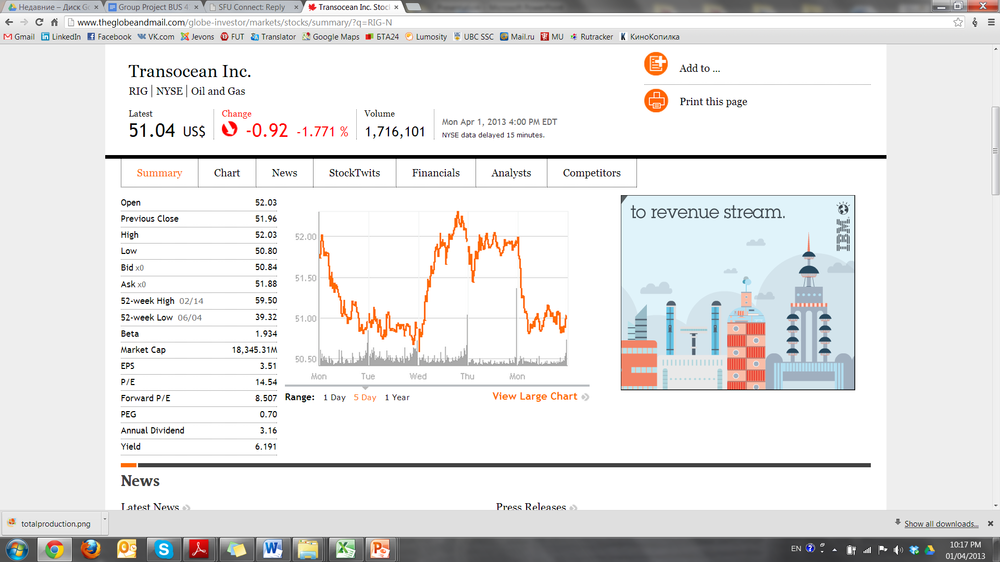 Недавние – Диск Go
Group Project BUS 4
SFU Connect: Reply
Transocean Inc. Stoc
www.theglobeandmail.com/globe-investor/markets/stocks/summary/?q=RIG-N
Gmail LinkedIn Facebook VK.com Jevons FUT Translator Google Maps БТА24 Lumosity UBC SSC Mail.ru MU Rutracker КиноКопилка
Transocean Inc.
RIG | NYSE | Oil and Gas
Add to ...
Print this page
Latest
51.04 US$
Change
-0.92 -1.771 %
Volume
1,716,101
Mon Apr 1, 2013 4:00 PM EDT
NYSE data delayed 15 minutes.
Summary Chart News StockTwits Financials Analysts Competitors
Open 52.03
Previous Close 51.96
High 52.03
Low 50.80
Bid x0 50.84
Ask x0 51.88
52-week High 02/14 59.50
52-week Low 06/04 39.32
Beta 1.934
Market Cap 18,345.31M
EPS 3.51
P/E 14.54
Forward P/E 8.507
PEG 0.70
Annual Dividend 3.16
Yield 6.191
52.00
51.50
51.00
50.50
Mon Tue Wed Thu Mon
Range: 1 Day 5 Day 1 Year
View Large Chart
to revenue stream.
IBM
News
Latest News
Press Releases
totalproduction.png
Show all downloads...
EN
10:17 PM
01/04/2013